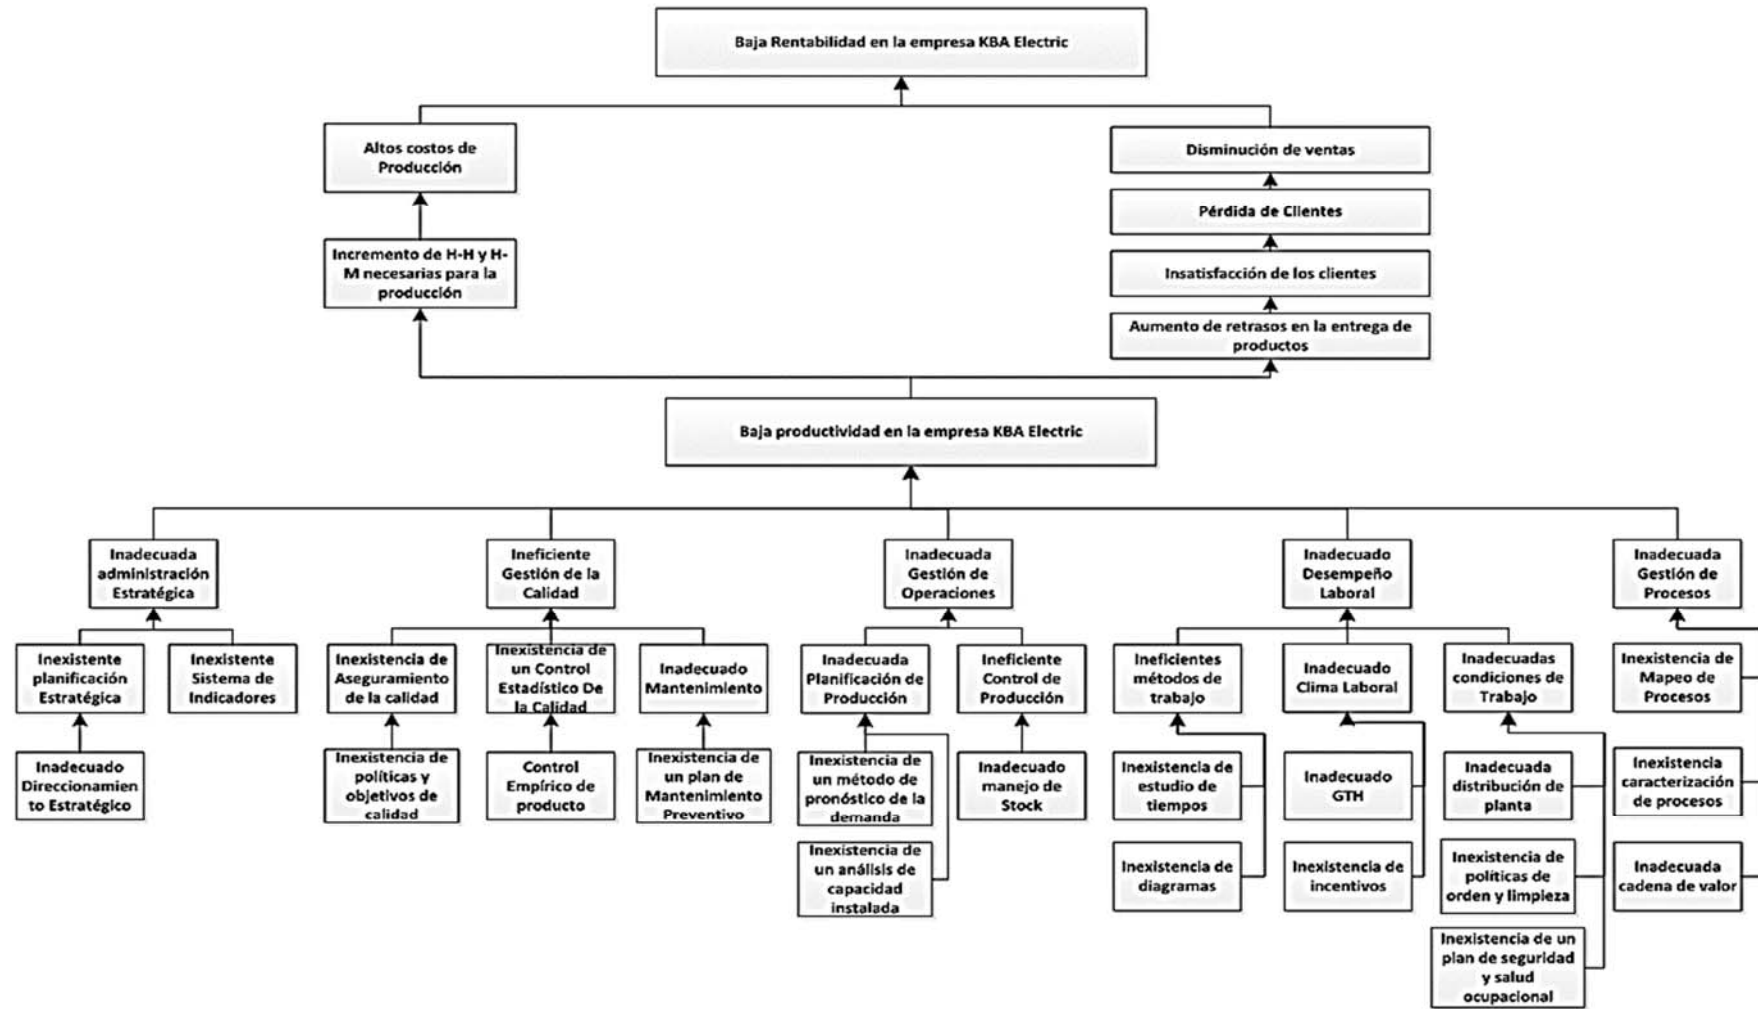 Baja Rentabilidad en la empresa KBA Electric
Altos costos de
Producción
Disminución de ventas
Pérdida de Clientes
Incremento de H-H y H-
M necesarias para la
producción
Insatisfacción de los clientes
Aumento de retrasos en la entrega de
productos
Baja productividad en la empresa KBA Electric
Inadecuada
administración
Estratégica
Ineficiente
Gestión de la
Calidad
Inadecuada
Gestión de
Operaciones
Inadecuado
Desempeño
Laboral
Inadecuada
Gestión de
Procesos
Inexistente
planificación
Estratégica
Inexistente
Sistema de
Indicadores
Inexistencia de
Aseguramiento
de la calidad
Inexistencia de
un Control
Estadístico De
la Calidad
Inadecuado
Mantenimiento
Inadecuada
Planificación de
Producción
Ineficiente
Control de
Producción
Ineficientes
métodos de
trabajo
Inadecuado
Clima Laboral
Inadecuadas
condiciones de
Trabajo
Inexistencia de
Mapeo de
Procesos
Inadecuado
Direccionamien
to Estratégico
Inexistencia de
políticas y
objetivos de
calidad
Control
Empírico de
producto
Inexistencia de
un plan de
Mantenimiento
Preventivo
Inexistencia de
un método de
pronóstico de la
demanda
Inadecuado
manejo de
Stock
Inexistencia de
estudio de
tiempos
Inadecuado
GTH
Inadecuada
distribución de
planta
Inexistencia
caracterización
de procesos
Inexistencia de
un análisis de
capacidad
instalada
Inexistencia de
diagramas
Inexistencia de
incentivos
Inexistencia de
políticas de
orden y limpieza
Inadecuada
cadena de valor
Inexistencia de un
plan de seguridad
y salud
ocupacional